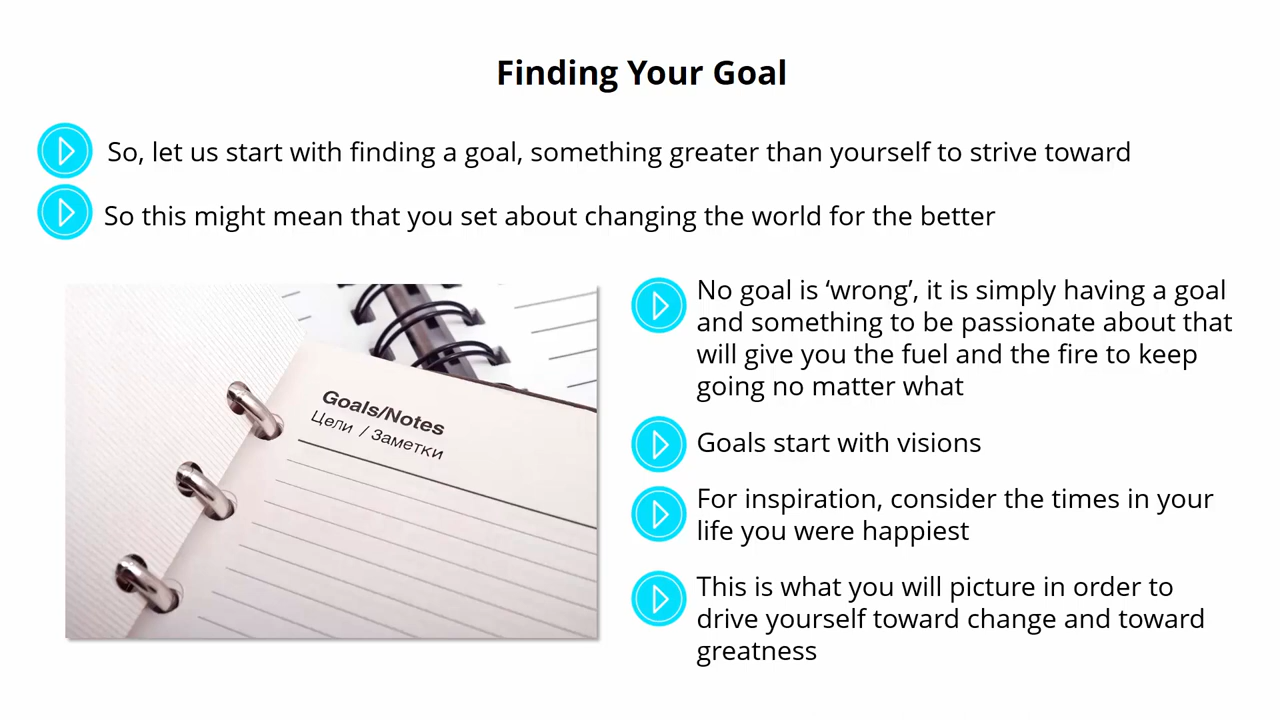 Finding Your Goal
So, let us start with finding a goal, something greater than yourself to strive toward
So this might mean that you set about changing the world for the better
Goals/Notes
Цели / Заметки
No goal is ‘wrong’, it is simply having a goal
and something to be passionate about that
will give you the fuel and the fire to keep
going no matter what
Goals start with visions
For inspiration, consider the times in your
life you were happiest
This is what you will picture in order to
drive yourself toward change and toward
greatness